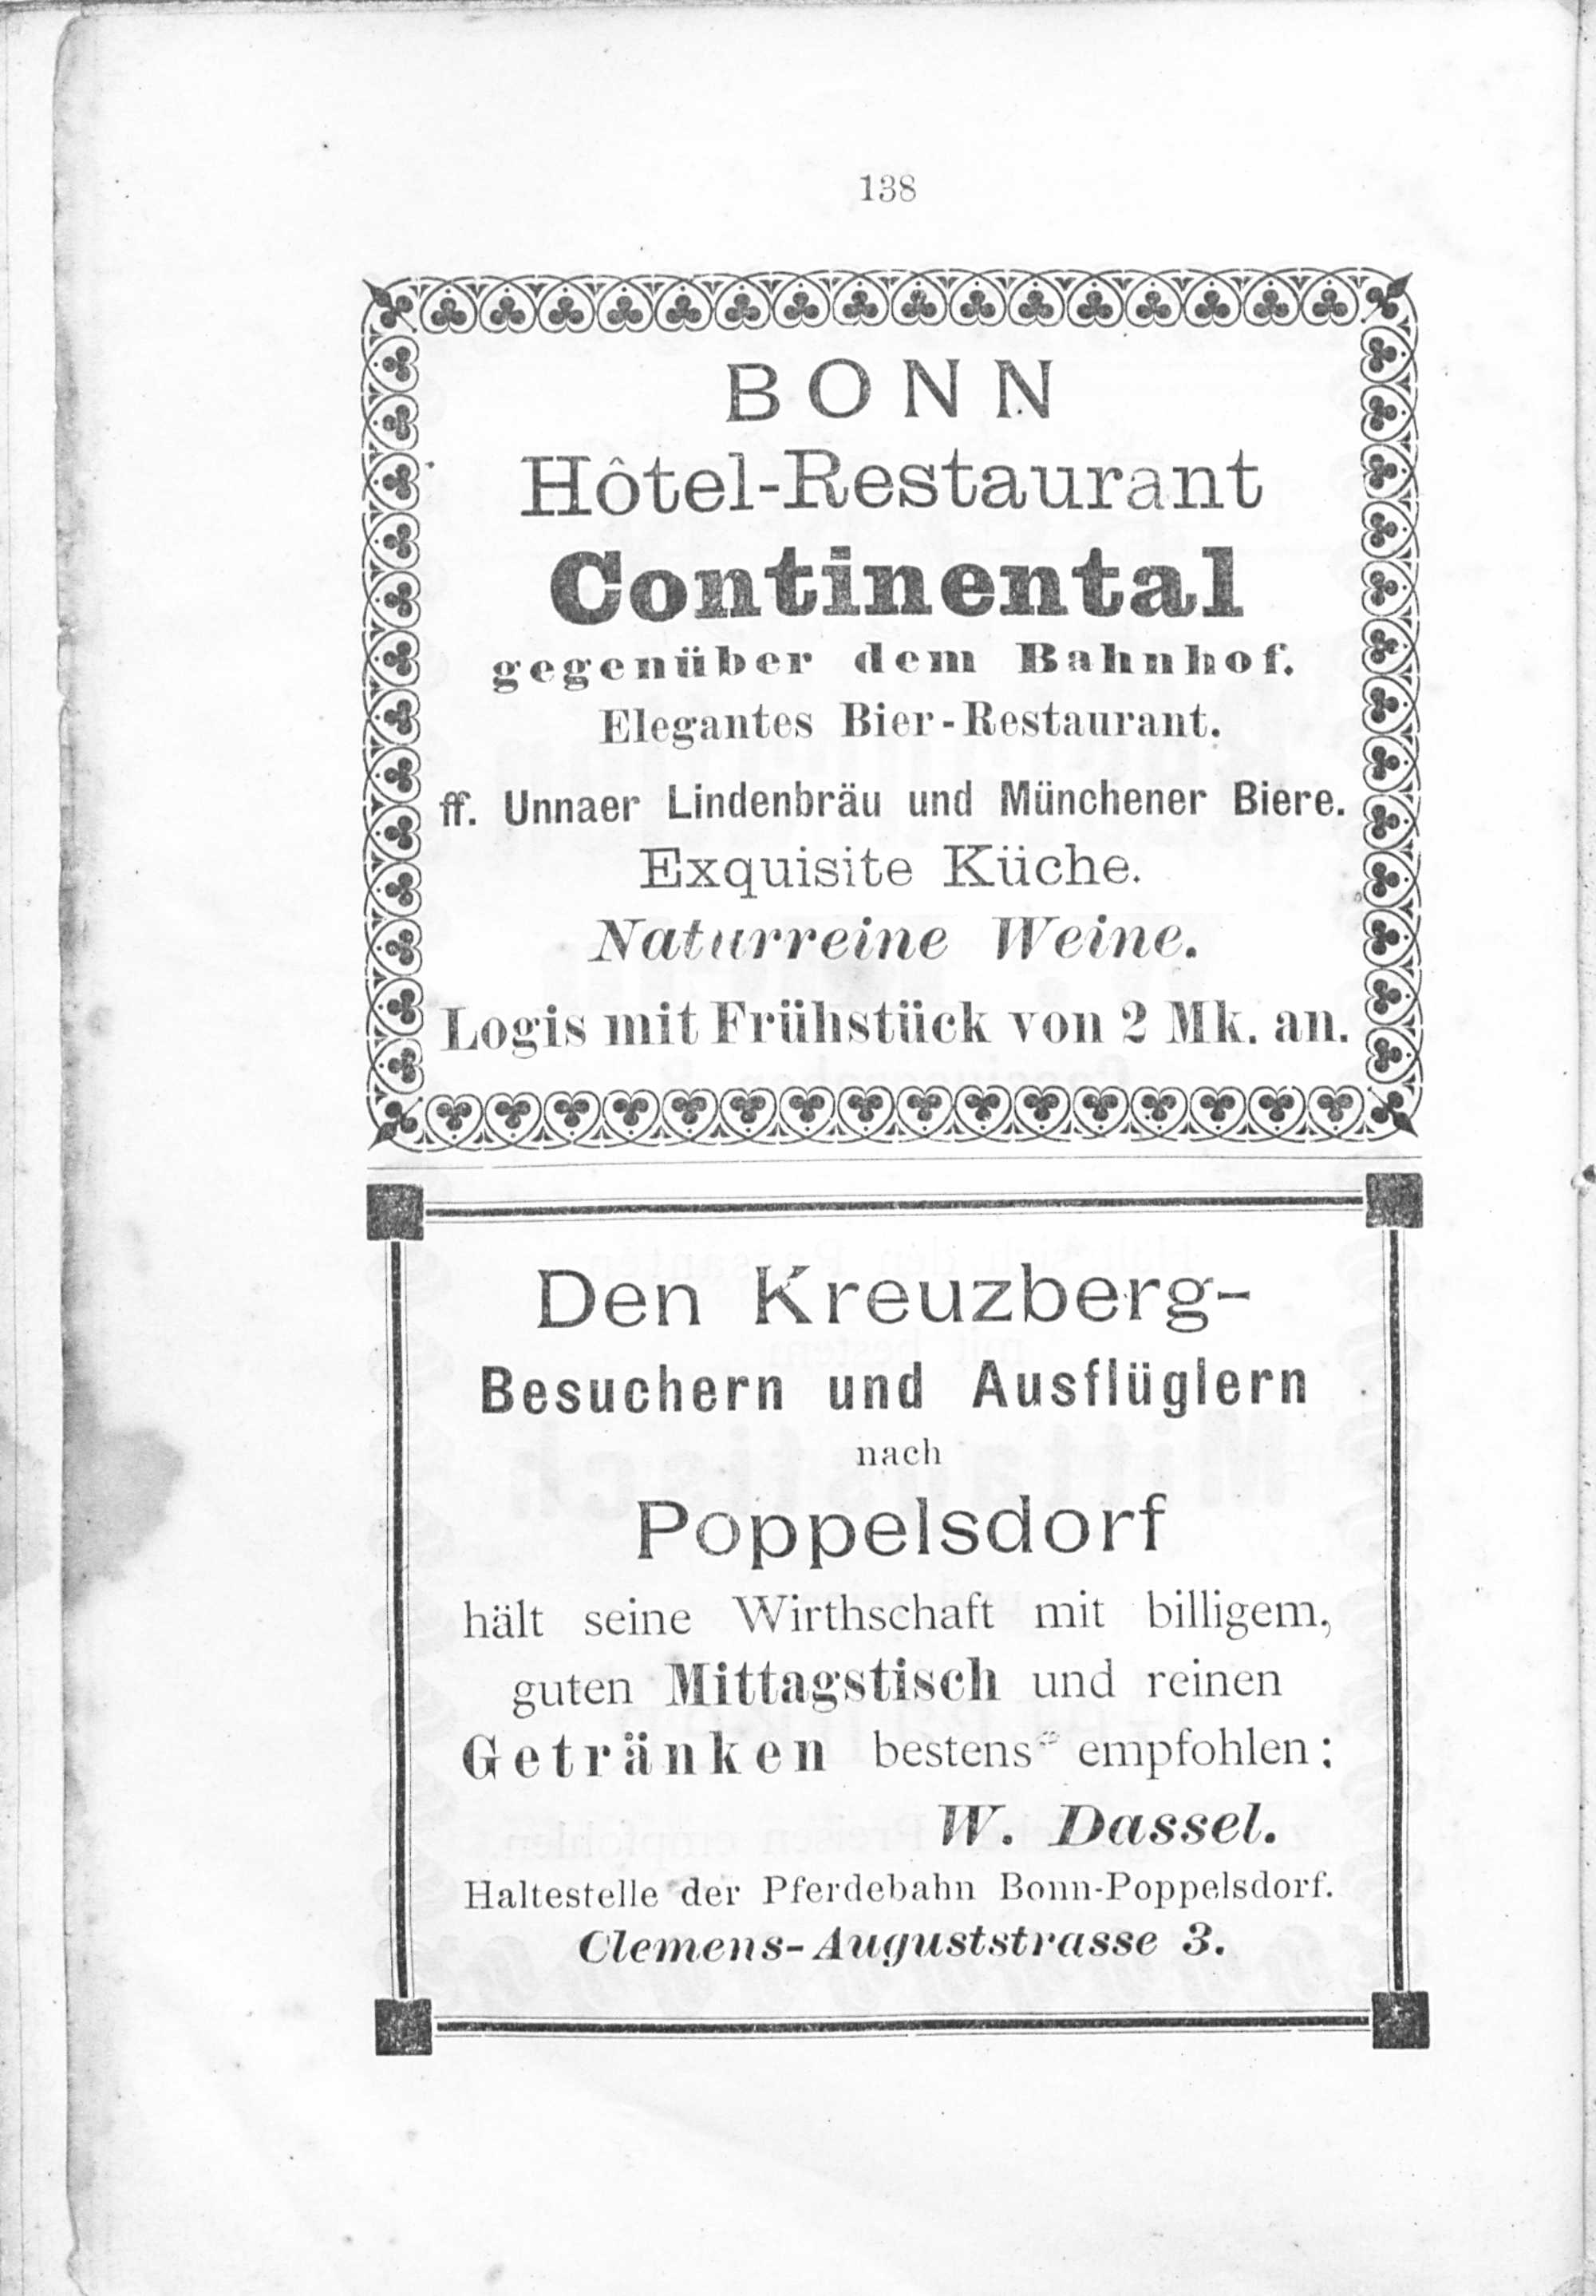 138
BONN
Hôtel-Restaurant
Continental
gegenüber dem Bahnhof.
Elegantes Bier-Restaurant.
ff. Unnaer Lindenbräu und Münchener Biere.
Exquisite Küche.
Naturreine Weine.
Logis mit Frühstück von 2 Mk. an.
Den Kreuzberg-
Besuchern und Ausflüglern
nach
Poppelsdorf
hält seine Wirthschaft mit billigem,
guten Mittagstisch und reinen
Getränken bestens empfohlen:
W. Dassel.
Haltestelle der Pferdebahn Bonn-Poppelsdorf.
Clemens-Auguststrasse 3.